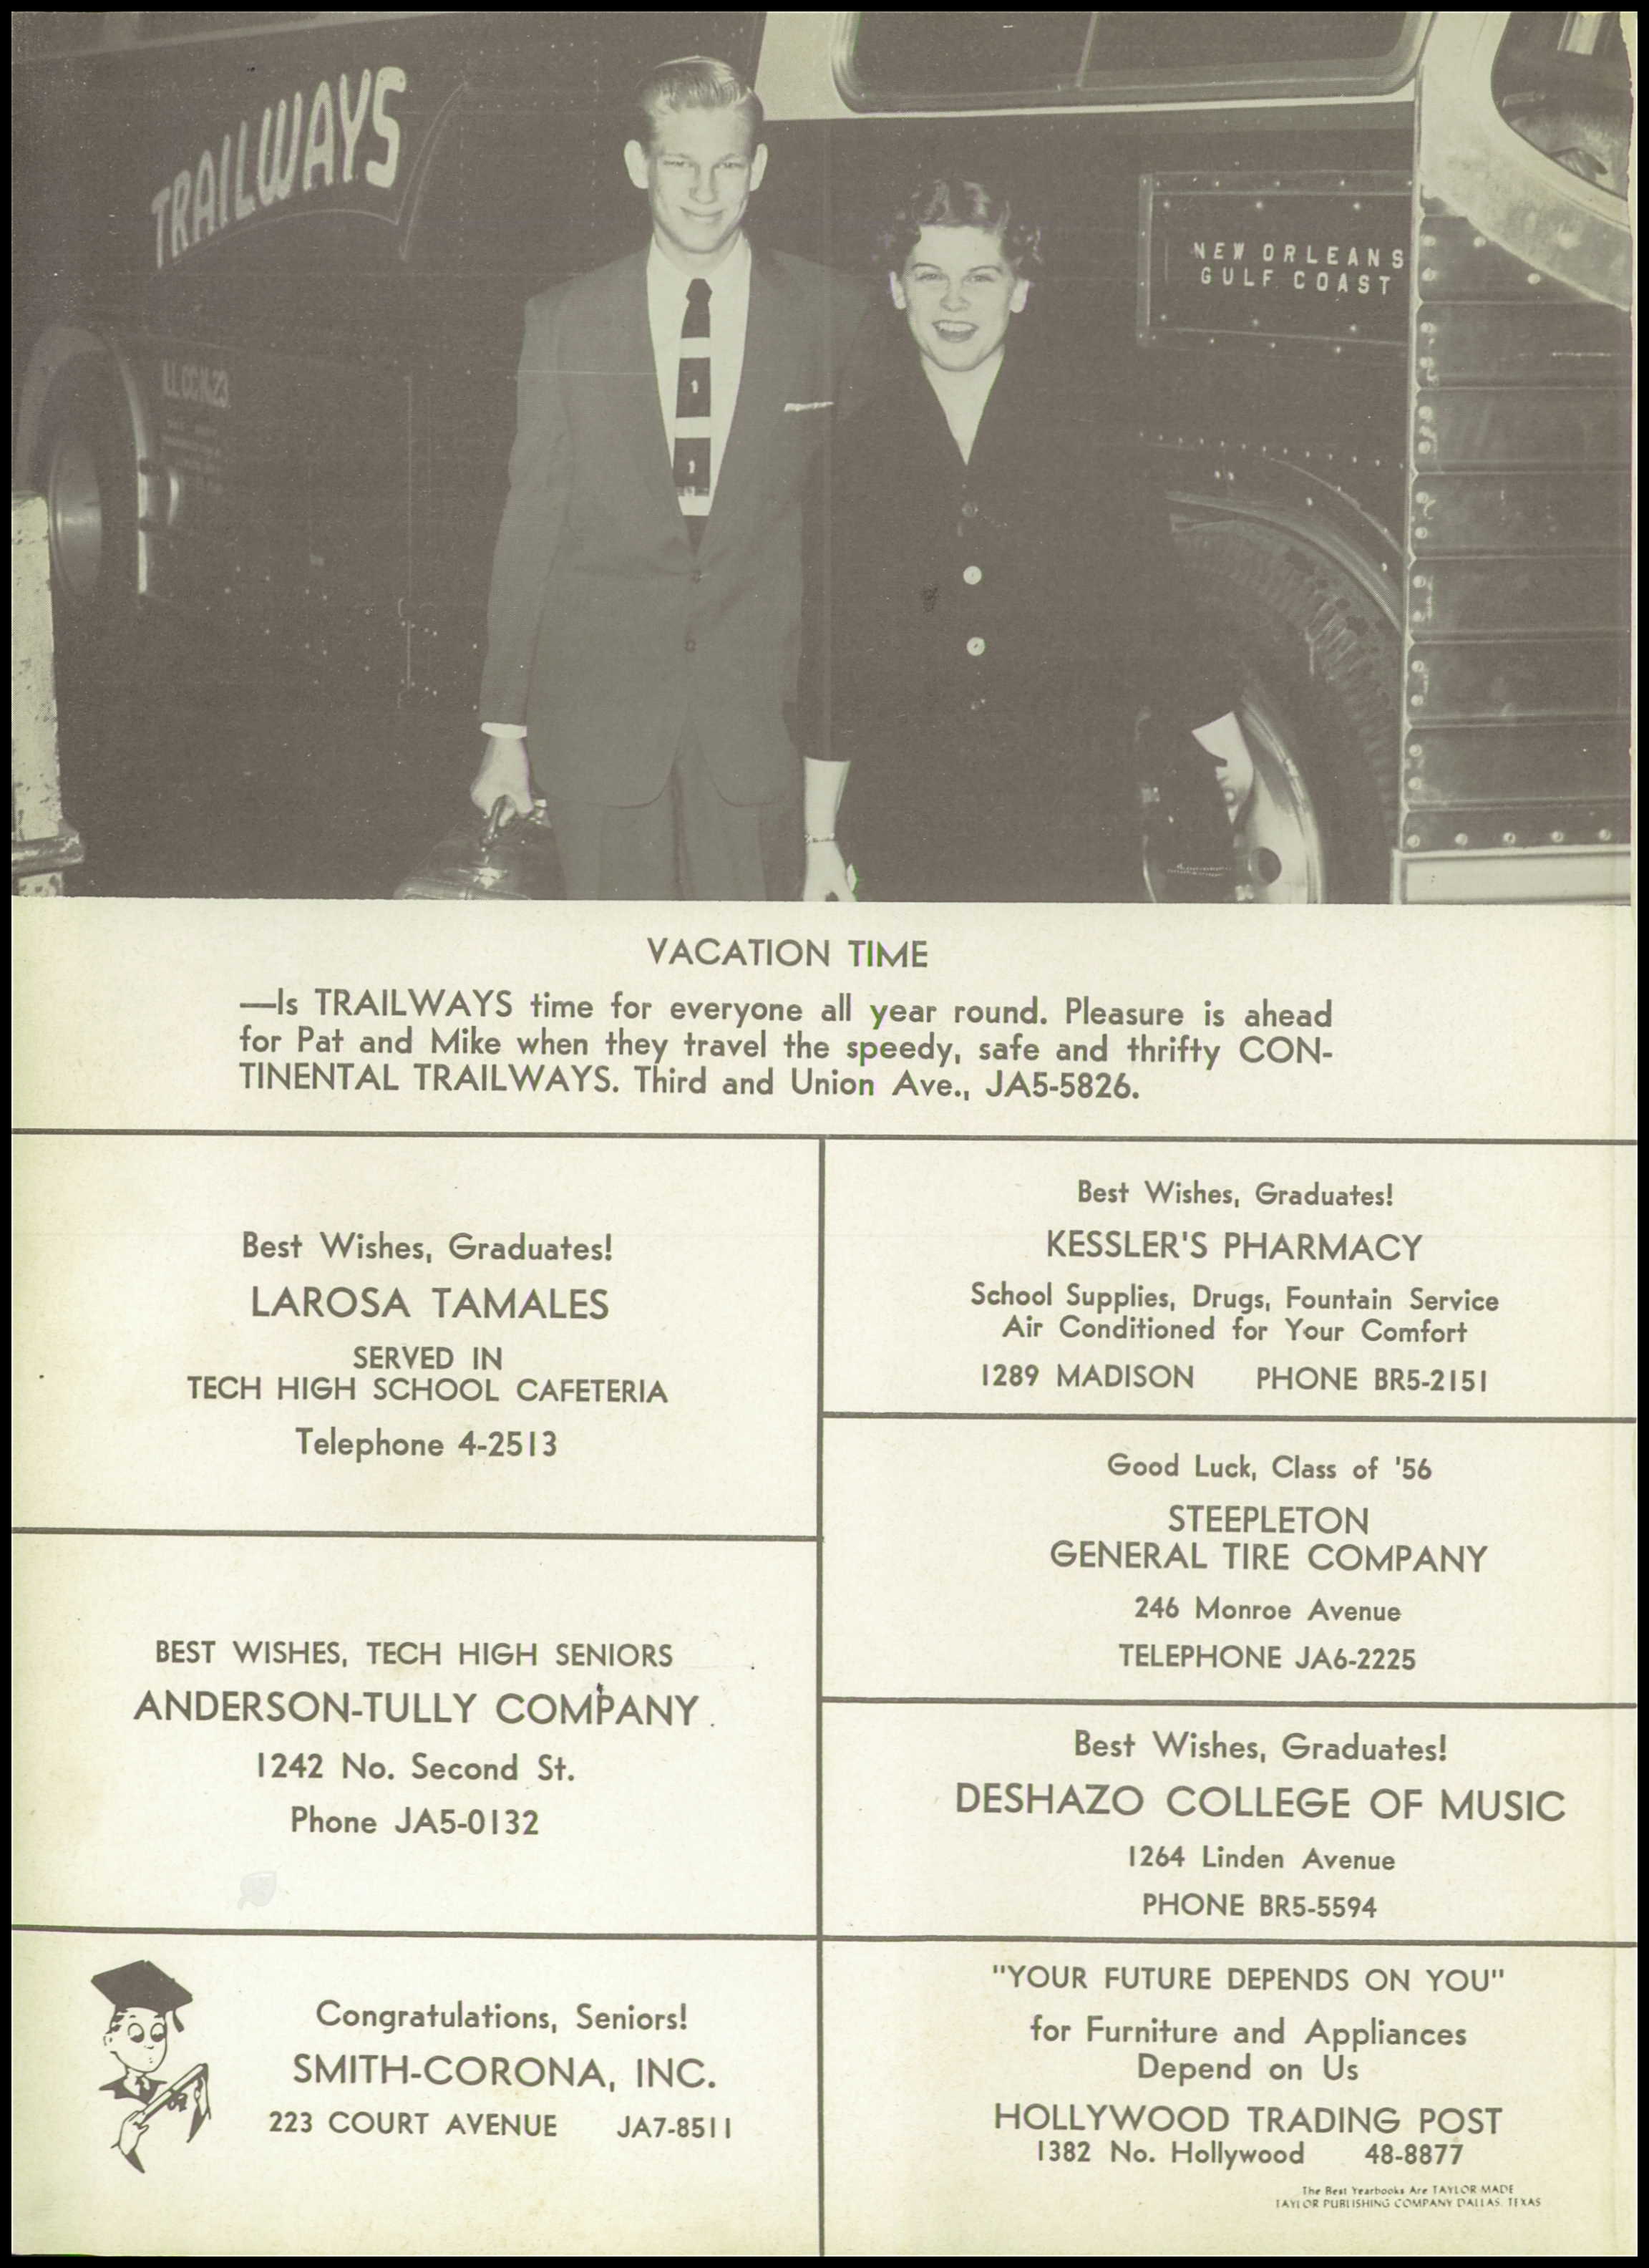 TRAILWAYS
NEW ORLEANS
GULF COAST
VACATION TIME
—Is TRAILWAYS time for everyone all year round. Pleasure is ahead
for Pat and Mike when they travel the speedy, safe and thrifty CON-
TINENTAL TRAILWAYS. Third and Union Ave., JA5-5826.
Best Wishes, Graduates!
LAROSA TAMALES
SERVED IN
TECH HIGH SCHOOL CAFETERIA
Telephone 4-2513
BEST WISHES, TECH HIGH SENIORS
ANDERSON-TULLY COMPANY
1242 No. Second St.
Phone JA5-0132
Congratulations, Seniors!
SMITH-CORONA, INC.
223 COURT AVENUE JA7-8511
Best Wishes, Graduates!
KESSLER'S PHARMACY
School Supplies, Drugs, Fountain Service
Air Conditioned for Your Comfort
1289 MADISON PHONE BR5-2151
Good Luck, Class of '56
STEEPLETON
GENERAL TIRE COMPANY
246 Monroe Avenue
TELEPHONE JA6-2225
Best Wishes, Graduates!
DESHAZO COLLEGE OF MUSIC
1264 Linden Avenue
PHONE BR5-5594
"YOUR FUTURE DEPENDS ON YOU"
for Furniture and Appliances
Depend on Us
HOLLYWOOD TRADING POST
1382 No. Hollywood 48-8877
The Best Yearbooks Are TAYLOR MADE
TAYLOR PUBLISHING COMPANY DALLAS, TEXAS